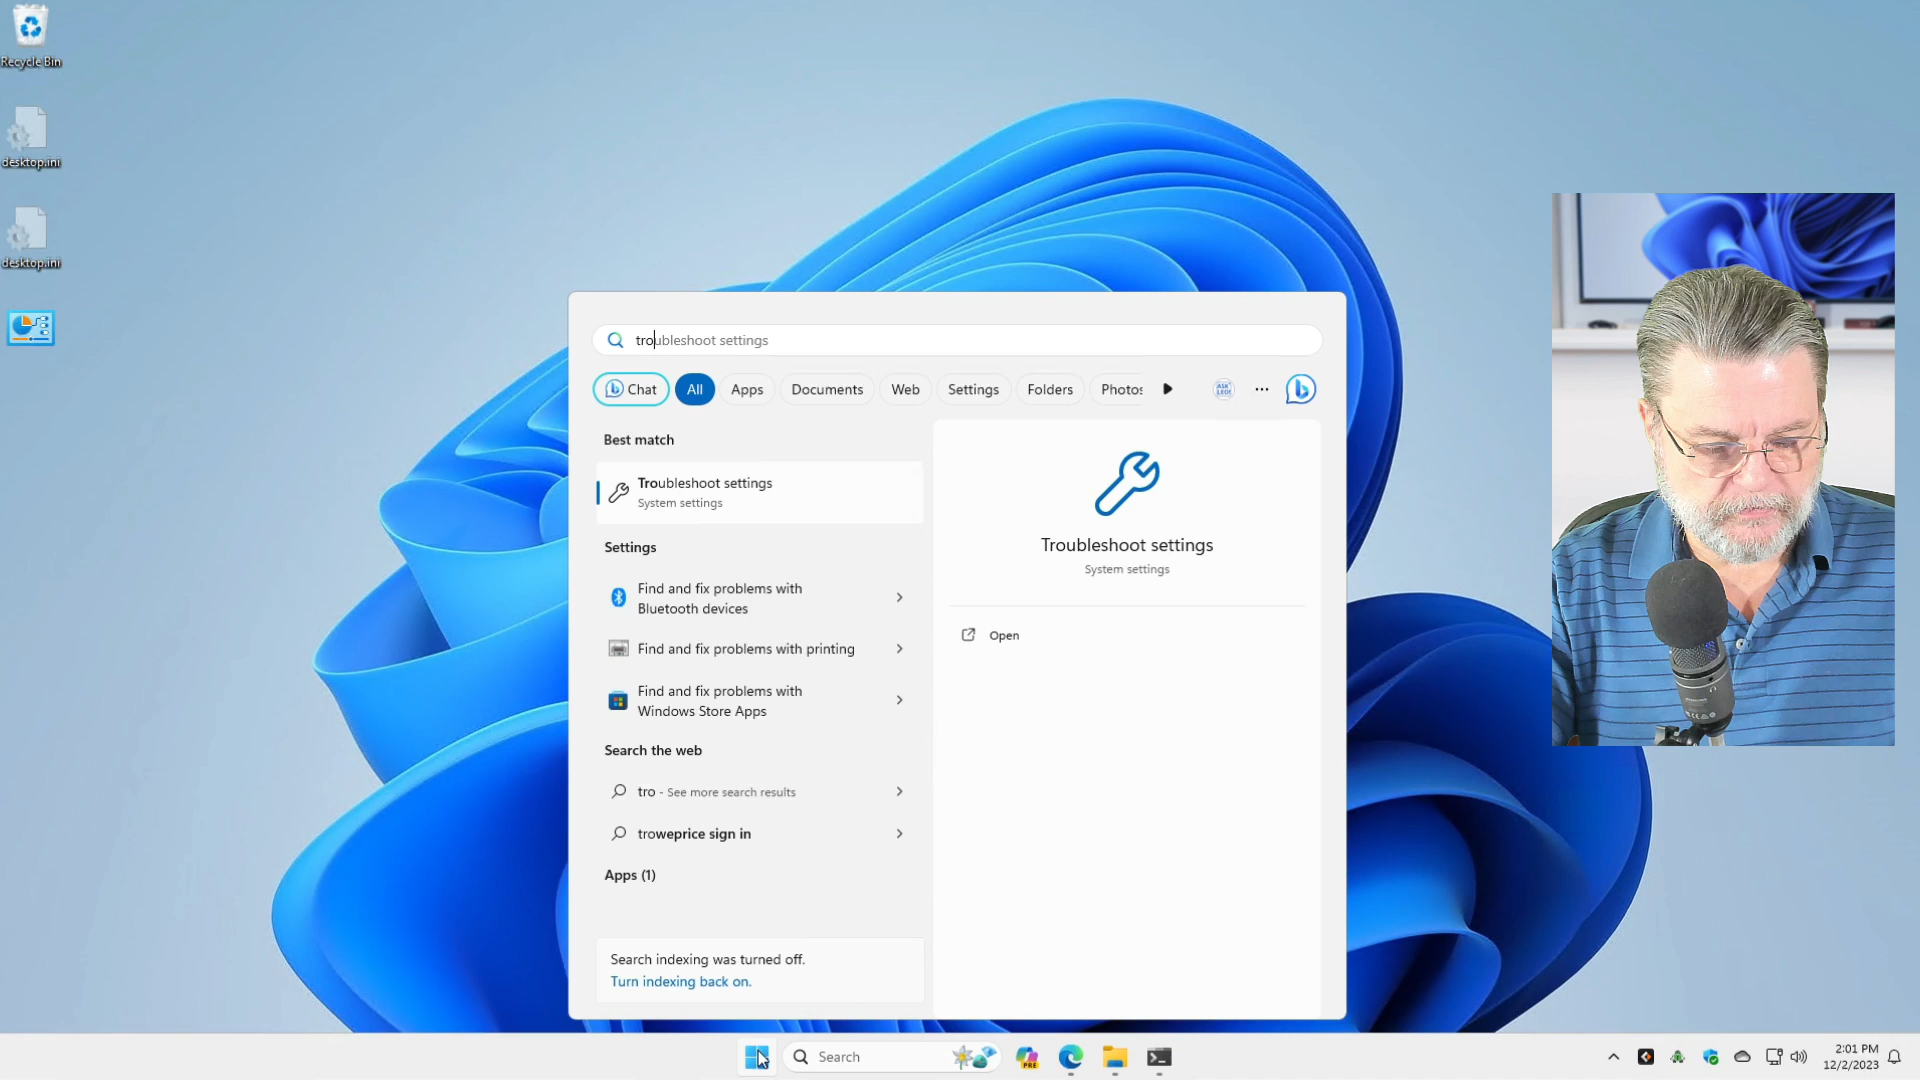 Recycle Bin
desktop.ini
desktop.ini
troubleshoot settings
Chat
All
Apps
Documents
Web
Settings
Folders
Photos
ASK LEO!
Best match
Troubleshoot settings
System settings
Settings
Find and fix problems with
Bluetooth devices
Find and fix problems with printing
Find and fix problems with
Windows Store Apps
Search the web
tro - See more search results
troweprice sign in
Apps (1)
Search indexing was turned off.
Turn indexing back on.
Troubleshoot settings
System settings
Open
Search
PRE
2:01 PM
12/2/2023